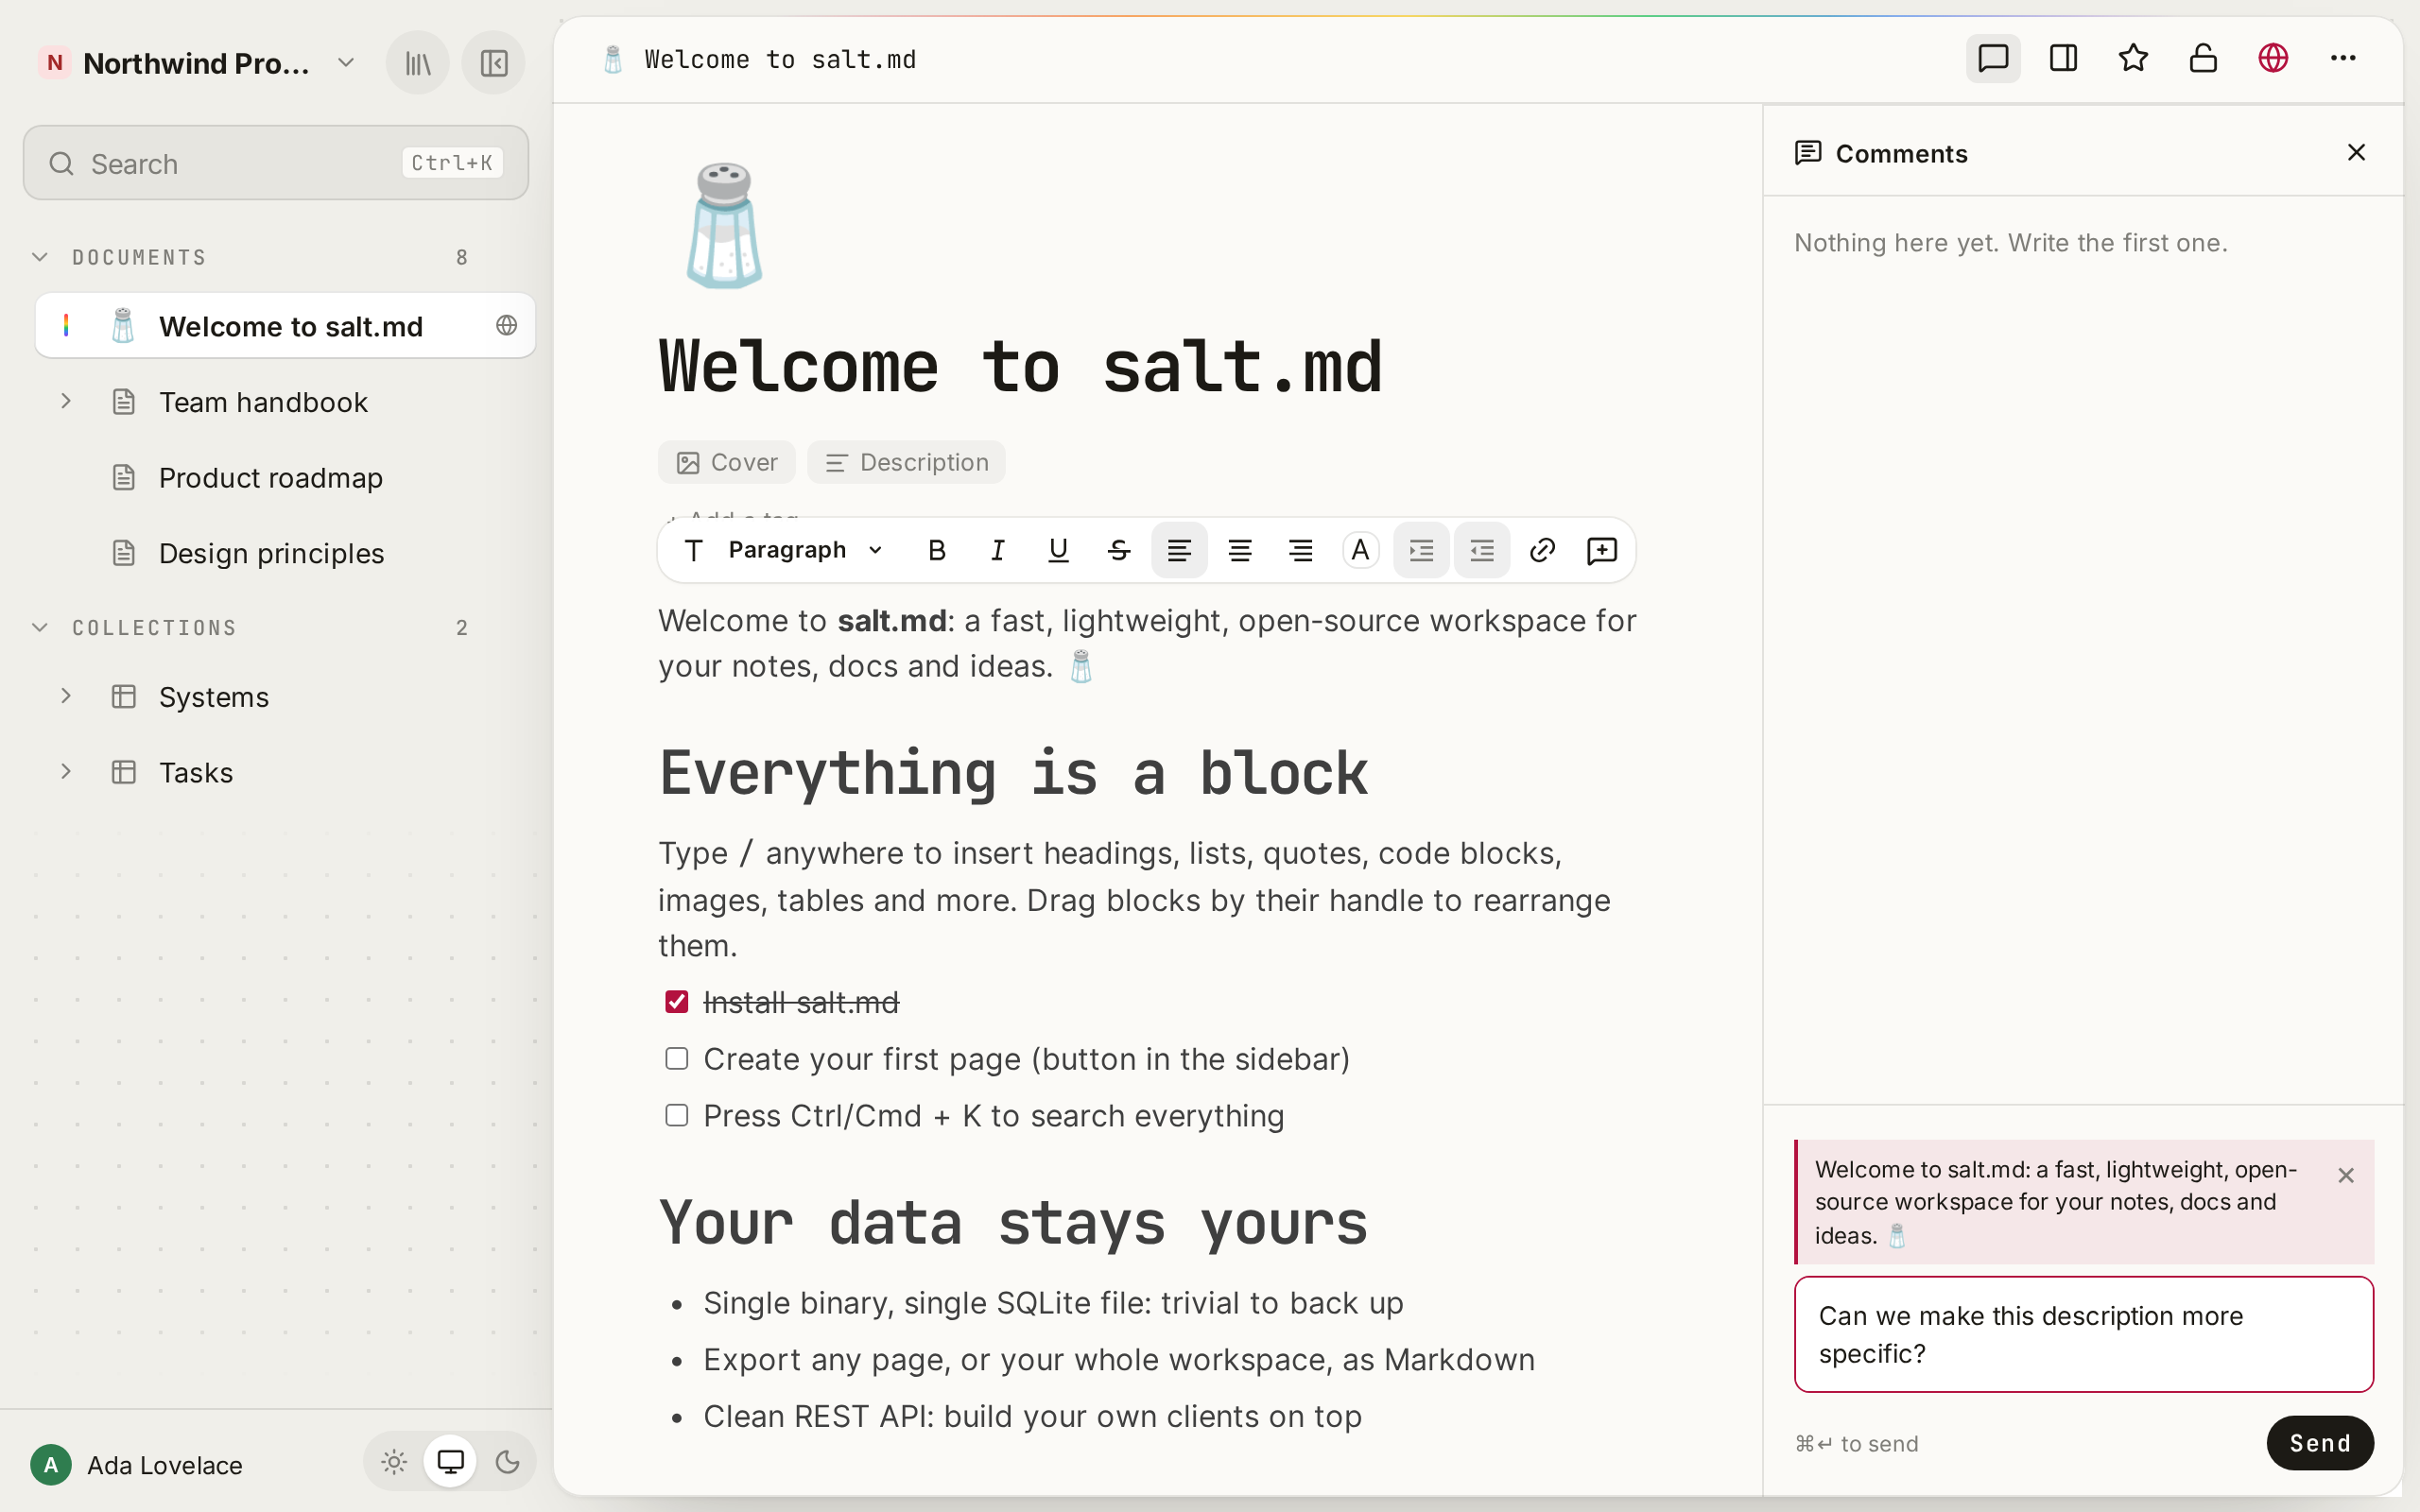 N Northwind Pro...
Search Ctrl+K
DOCUMENTS 8
Welcome to salt.md
Team handbook
Product roadmap
Design principles
COLLECTIONS 2
Systems
Tasks
A Ada Lovelace
Welcome to salt.md
Welcome to salt.md
Cover Description
+ Add a tag
T Paragraph B I U S A
Welcome to salt.md: a fast, lightweight, open-source workspace for
your notes, docs and ideas.
Everything is a block
Type / anywhere to insert headings, lists, quotes, code blocks,
images, tables and more. Drag blocks by their handle to rearrange
them.
Install salt.md
Create your first page (button in the sidebar)
Press Ctrl/Cmd + K to search everything
Your data stays yours
• Single binary, single SQLite file: trivial to back up
• Export any page, or your whole workspace, as Markdown
• Clean REST API: build your own clients on top
Comments
Nothing here yet. Write the first one.
Welcome to salt.md: a fast, lightweight, open-
source workspace for your notes, docs and
ideas.
Can we make this description more
specific?
⌘↵ to send
Send